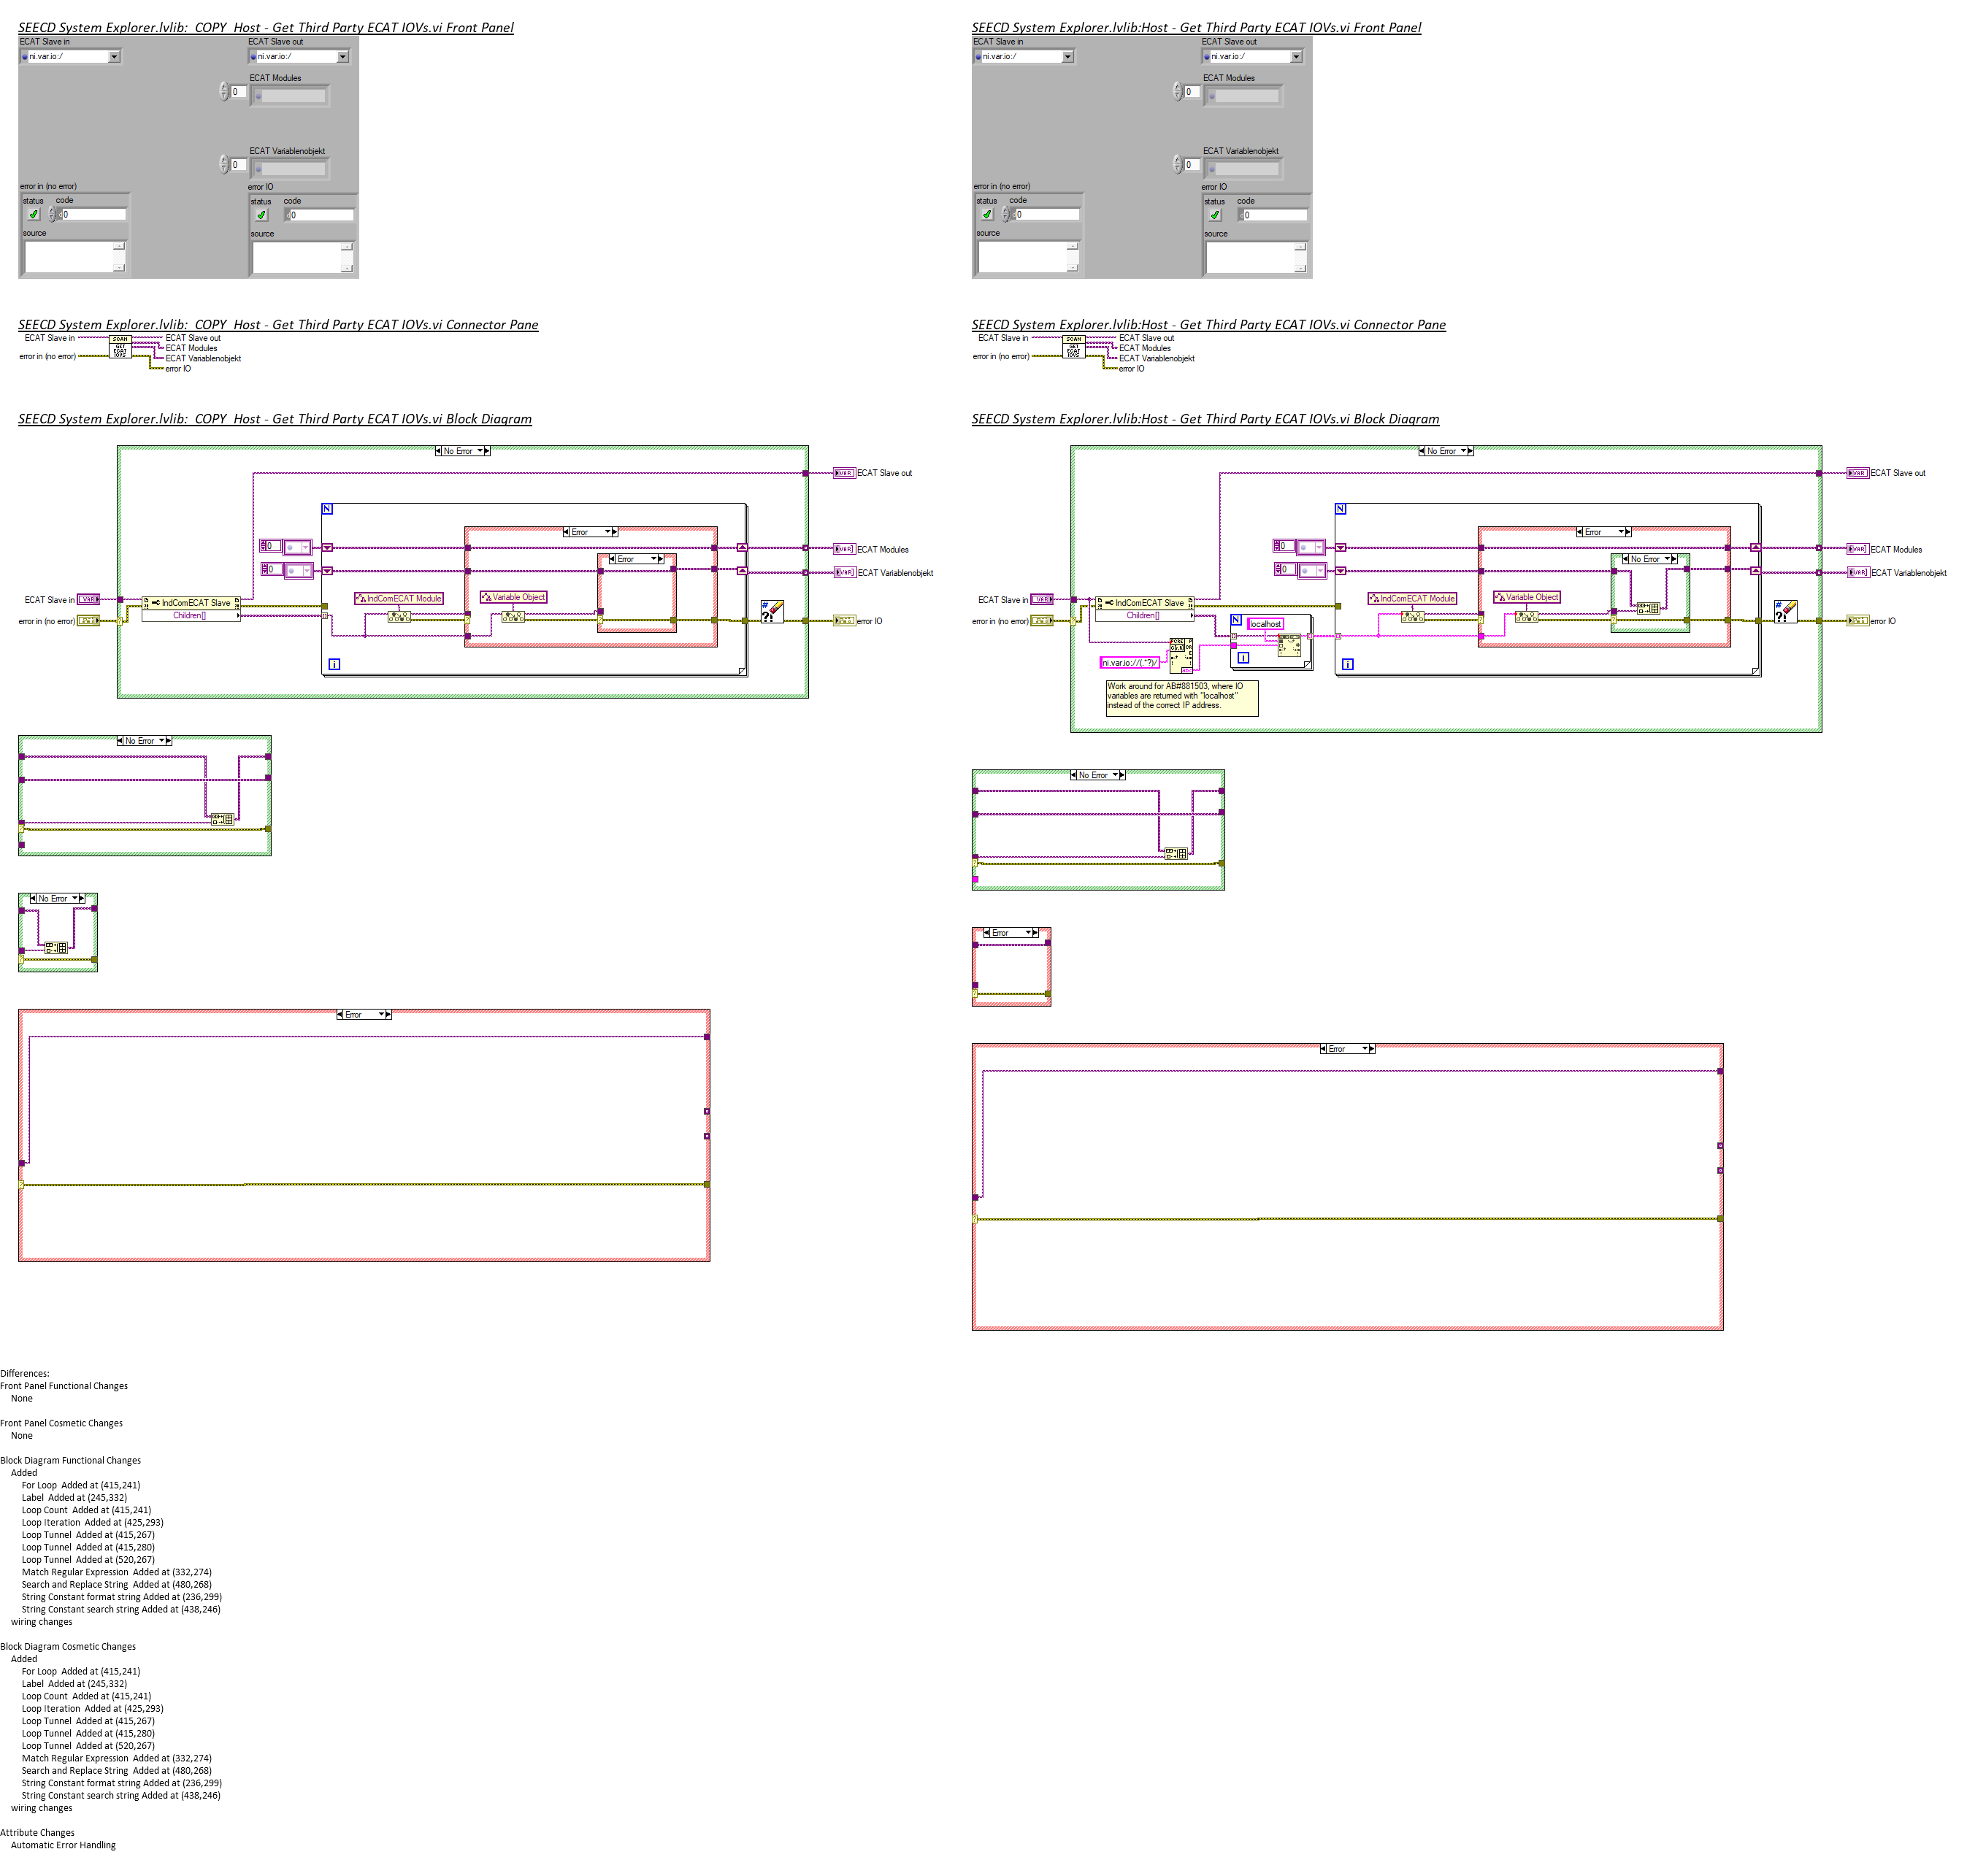 SEECD System Explorer.lvlib:  COPY  Host - Get Third Party ECAT IOVs.vi Front Panel
ECAT Slave in
ECAT Slave out
ni.var.io:/
ni.var.io:/
ECAT Modules
0
ECAT Variablenobjekt
0
error in (no error)
error IO
status code
status code
0
0
source
source
SEECD System Explorer.lvlib:Host - Get Third Party ECAT IOVs.vi Front Panel
ECAT Slave in
ECAT Slave out
ni.var.io:/
ni.var.io:/
ECAT Modules
0
ECAT Variablenobjekt
0
error in (no error)
error IO
status code
status code
0
0
source
source
SEECD System Explorer.lvlib:  COPY  Host - Get Third Party ECAT IOVs.vi Connector Pane
ECAT Slave in
SCAN
GET
ECAT
IOVS
ECAT Slave out
ECAT Modules
error in (no error)
ECAT Variablenobjekt
error IO
SEECD System Explorer.lvlib:Host - Get Third Party ECAT IOVs.vi Connector Pane
ECAT Slave in
SCAN
GET
ECAT
IOVS
ECAT Slave out
ECAT Modules
error in (no error)
ECAT Variablenobjekt
error IO
SEECD System Explorer.lvlib:  COPY  Host - Get Third Party ECAT IOVs.vi Block Diagram
No Error
ECAT Slave out
N
Error
0
ECAT Modules
Error
0
ECAT Variablenobjekt
ECAT Slave in
IndComECAT Slave
IndComECAT Module
Variable Object
Children[]
error in (no error)
error IO
i
No Error
No Error
Error
SEECD System Explorer.lvlib:Host - Get Third Party ECAT IOVs.vi Block Diagram
No Error
ECAT Slave out
N
Error
0
ECAT Modules
No Error
0
ECAT Variablenobjekt
ECAT Slave in
IndComECAT Slave
IndComECAT Module
Variable Object
Children[]
error in (no error)
N
localhost
error IO
ni.var.io://(.*?)/
i
i
Work around for AB#881503, where IO
variables are returned with "localhost"
instead of the correct IP address.
No Error
Error
Error
Differences:
Front Panel Functional Changes
None
Front Panel Cosmetic Changes
None
Block Diagram Functional Changes
Added
For Loop  Added at (415,241)
Label  Added at (245,332)
Loop Count  Added at (415,241)
Loop Iteration  Added at (425,293)
Loop Tunnel  Added at (415,267)
Loop Tunnel  Added at (415,280)
Loop Tunnel  Added at (520,267)
Match Regular Expression  Added at (332,274)
Search and Replace String  Added at (480,268)
String Constant format string Added at (236,299)
String Constant search string Added at (438,246)
wiring changes
Block Diagram Cosmetic Changes
Added
For Loop  Added at (415,241)
Label  Added at (245,332)
Loop Count  Added at (415,241)
Loop Iteration  Added at (425,293)
Loop Tunnel  Added at (415,267)
Loop Tunnel  Added at (415,280)
Loop Tunnel  Added at (520,267)
Match Regular Expression  Added at (332,274)
Search and Replace String  Added at (480,268)
String Constant format string Added at (236,299)
String Constant search string Added at (438,246)
wiring changes
Attribute Changes
Automatic Error Handling